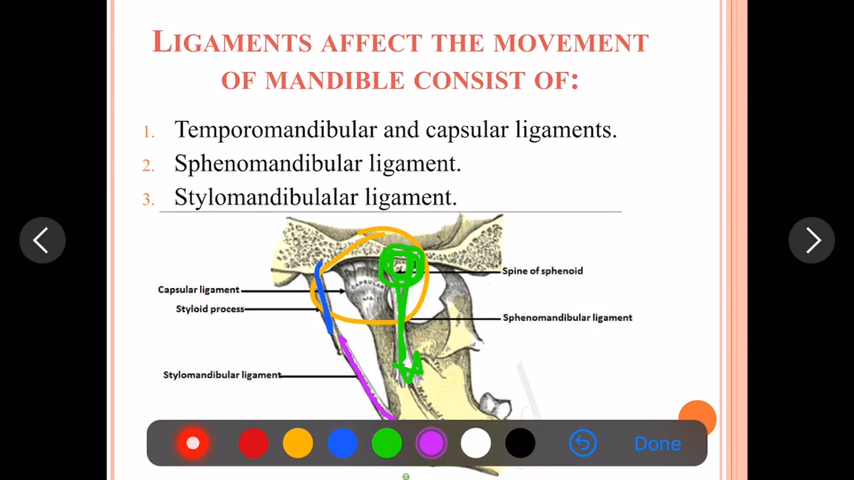 LIGAMENTS AFFECT THE MOVEMENT
OF MANDIBLE CONSIST OF:
1. Temporomandibular and capsular ligaments.
2. Sphenomandibular ligament.
3. Stylomandibulalar ligament.
Spine of sphenoid
Capsular ligament
CAPSULAR
Styloid process
Sphenomandibular ligament
Stylomandibular ligament
Done